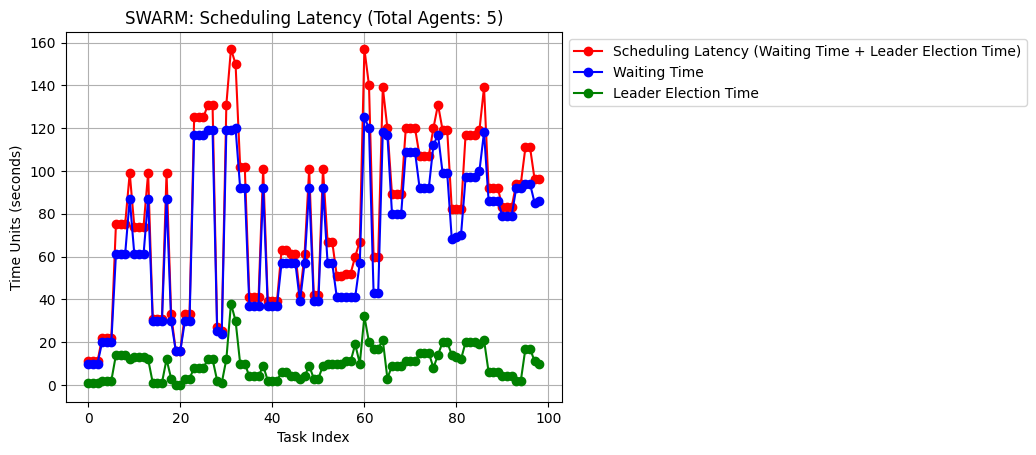 SWARM: Scheduling Latency (Total Agents: 5)
160
140
120
100
80
60
40
20
0
Time Units (seconds)
0 20 40 60 80 100
Task Index
Scheduling Latency (Waiting Time + Leader Election Time)
Waiting Time
Leader Election Time